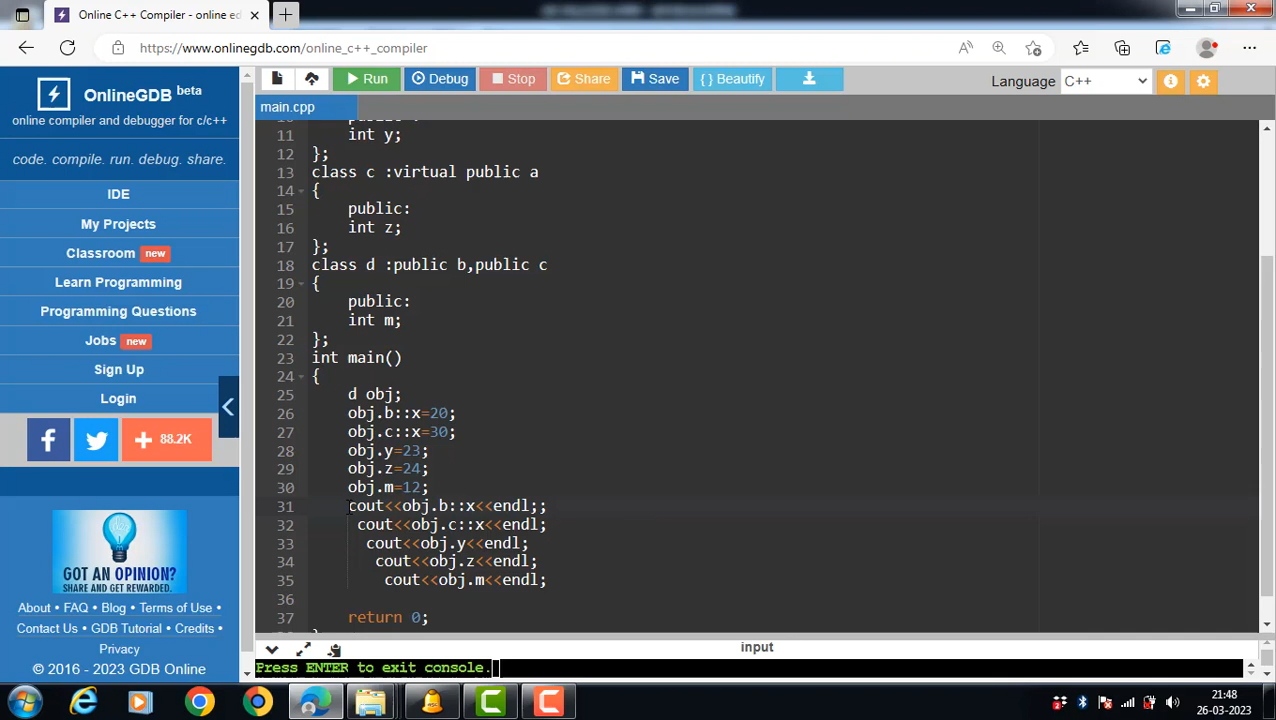 Online C++ Compiler - online ed
https://www.onlinegdb.com/online_c++_compiler
OnlineGDB beta
online compiler and debugger for c/c++
code. compile. run. debug. share.
IDE
My Projects
Classroom new
Learn Programming
Programming Questions
Jobs new
Sign Up
Login
88.2K
GOT AN OPINION?
SHARE AND GET REWARDED.
About • FAQ • Blog • Terms of Use •
Contact Us • GDB Tutorial • Credits •
Privacy
© 2016 - 2023 GDB Online
Run Debug Stop Share Save { } Beautify
Language C++
main.cpp
11 int y;
12 };
13 class c :virtual public a
14 {
15 public:
16 int z;
17 };
18 class d :public b,public c
19 {
20 public:
21 int m;
22 };
23 int main()
24 {
25 d obj;
26 obj.b::x=20;
27 obj.c::x=30;
28 obj.y=23;
29 obj.z=24;
30 obj.m=12;
31 cout<<obj.b::x<<endl;;
32 cout<<obj.c::x<<endl;
33 cout<<obj.y<<endl;
34 cout<<obj.z<<endl;
35 cout<<obj.m<<endl;
36
37 return 0;
input
Press ENTER to exit console.
21:48
26-03-2023